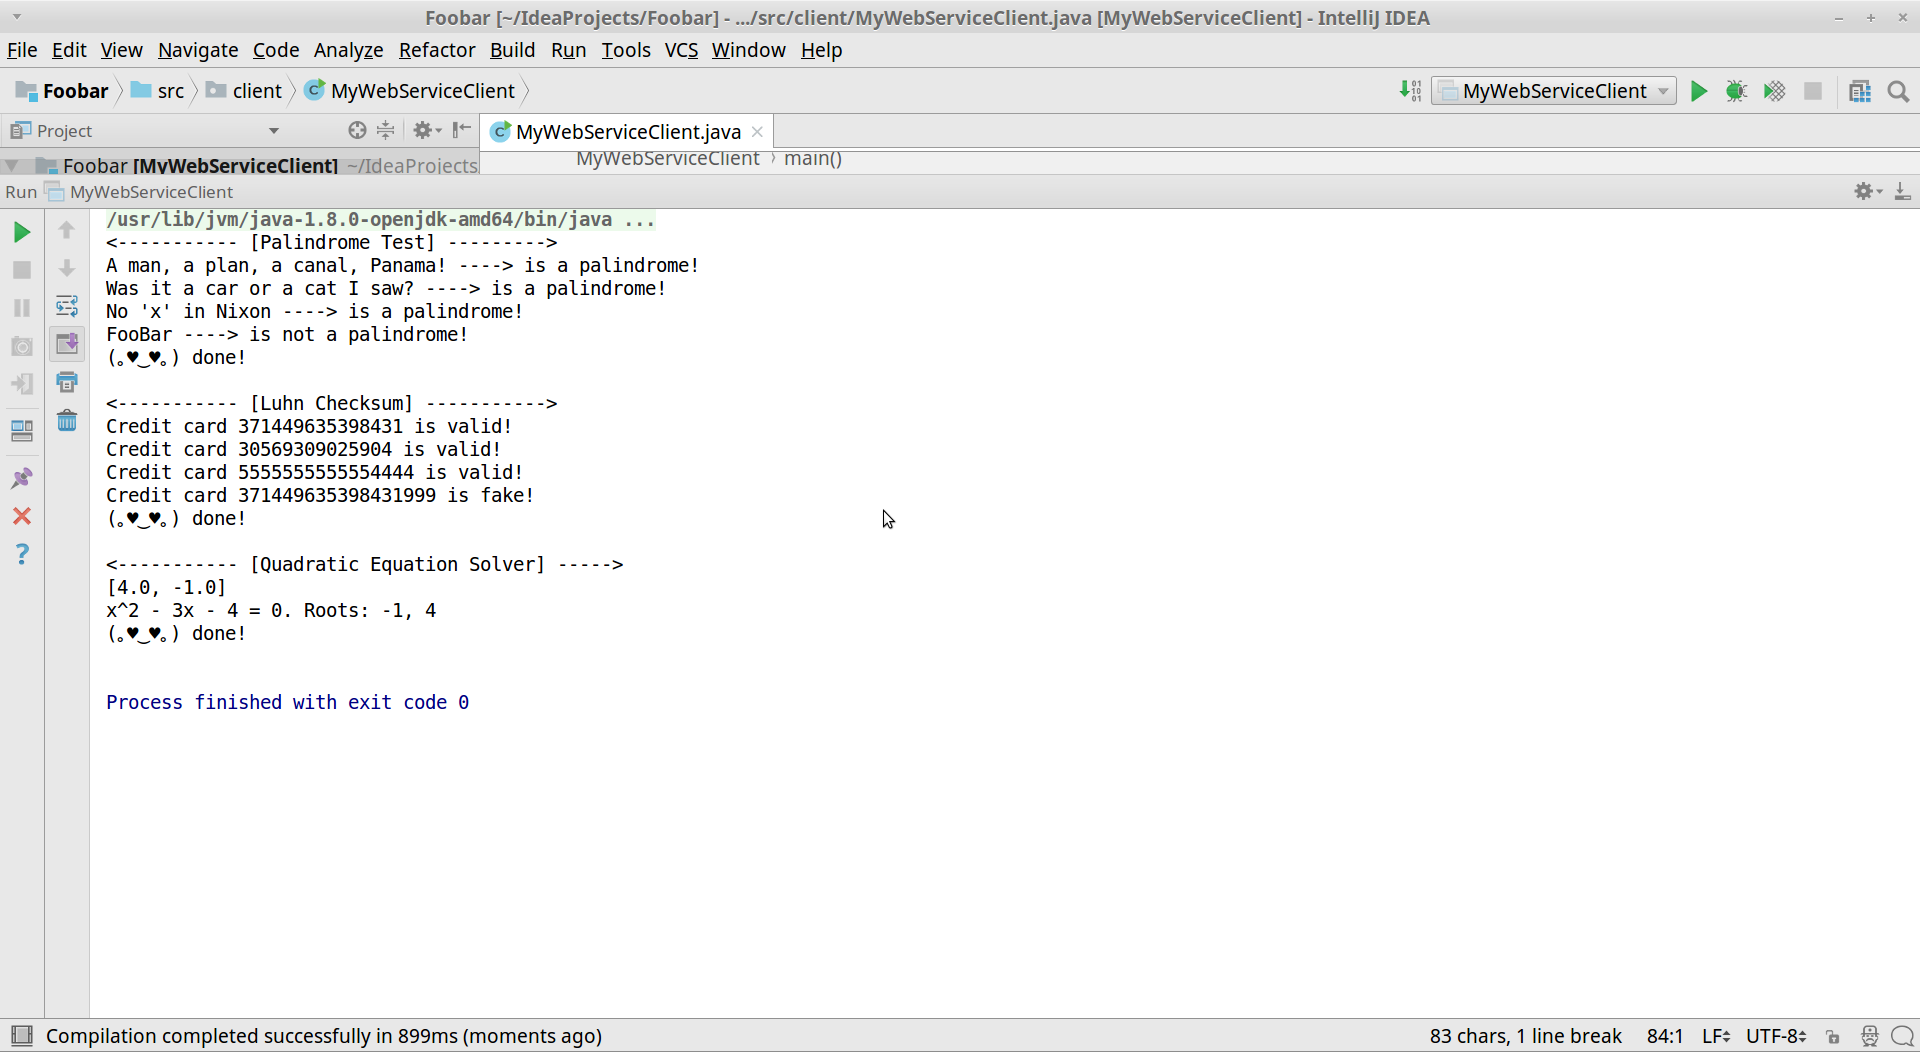 Foobar [~/IdeaProjects/Foobar] - .../src/client/MyWebServiceClient.java [MyWebServiceClient] - IntelliJ IDEA
File Edit View Navigate Code Analyze Refactor Build Run Tools VCS Window Help
Foobar src client MyWebServiceClient MyWebServiceClient
Project MyWebServiceClient.java
Foobar [MyWebServiceClient] ~/IdeaProjects MyWebServiceClient › main()
Run MyWebServiceClient
/usr/lib/jvm/java-1.8.0-openjdk-amd64/bin/java ...
<----------- [Palindrome Test] --------->
A man, a plan, a canal, Panama! ----> is a palindrome!
Was it a car or a cat I saw? ----> is a palindrome!
No 'x' in Nixon ----> is a palindrome!
FooBar ----> is not a palindrome!
(｡♥‿♥｡) done!
<----------- [Luhn Checksum] ----------->
Credit card 371449635398431 is valid!
Credit card 30569309025904 is valid!
Credit card 5555555555554444 is valid!
Credit card 371449635398431999 is fake!
(｡♥‿♥｡) done!
<----------- [Quadratic Equation Solver] ----->
[4.0, -1.0]
x^2 - 3x - 4 = 0. Roots: -1, 4
(｡♥‿♥｡) done!
Process finished with exit code 0
Compilation completed successfully in 899ms (moments ago) 83 chars, 1 line break 84:1 LF UTF-8